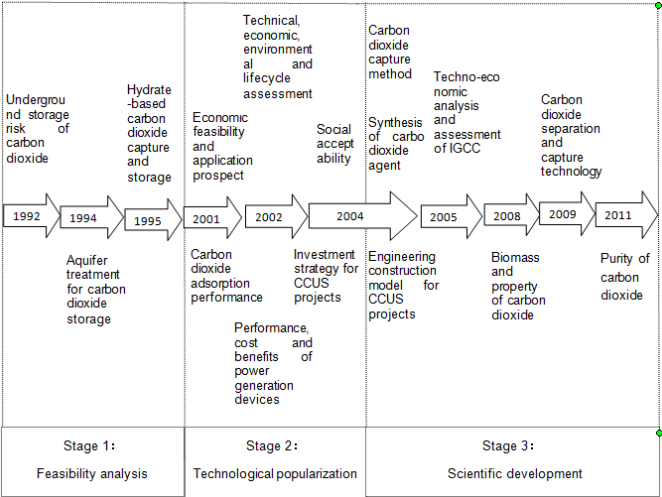 Technical,
economic,
environment
al and
lifecycle
assessment
Carbon
dioxide
capture
method
Undergrou
nd storage
risk of
carbon
dioxide
Hydrate
-based
carbon
dioxide
capture
and
storage
Economic
feasibility
and
application
prospect
Social
accept
ability
Synthesis
of carbo
dioxide
agent
Techno-eco
nomic
analysis
and
assessment
of IGCC
Carbon
dioxide
separation
and
capture
technology
1992
1994
1995
2001
2002
2004
2005
2008
2009
2011
Aquifer
treatment
for carbon
dioxide
storage
Carbon
dioxide
adsorption
performance
Performance,
cost and
benefits of
power
generation
devices
Investment
strategy for
CCUS
projects
Engineering
construction
model for
CCUS
projects
Biomass
and
property of
carbon
dioxide
Purity of
carbon
dioxide
Stage 1:
Feasibility analysis
Stage 2:
Technological popularization
Stage 3:
Scientific development